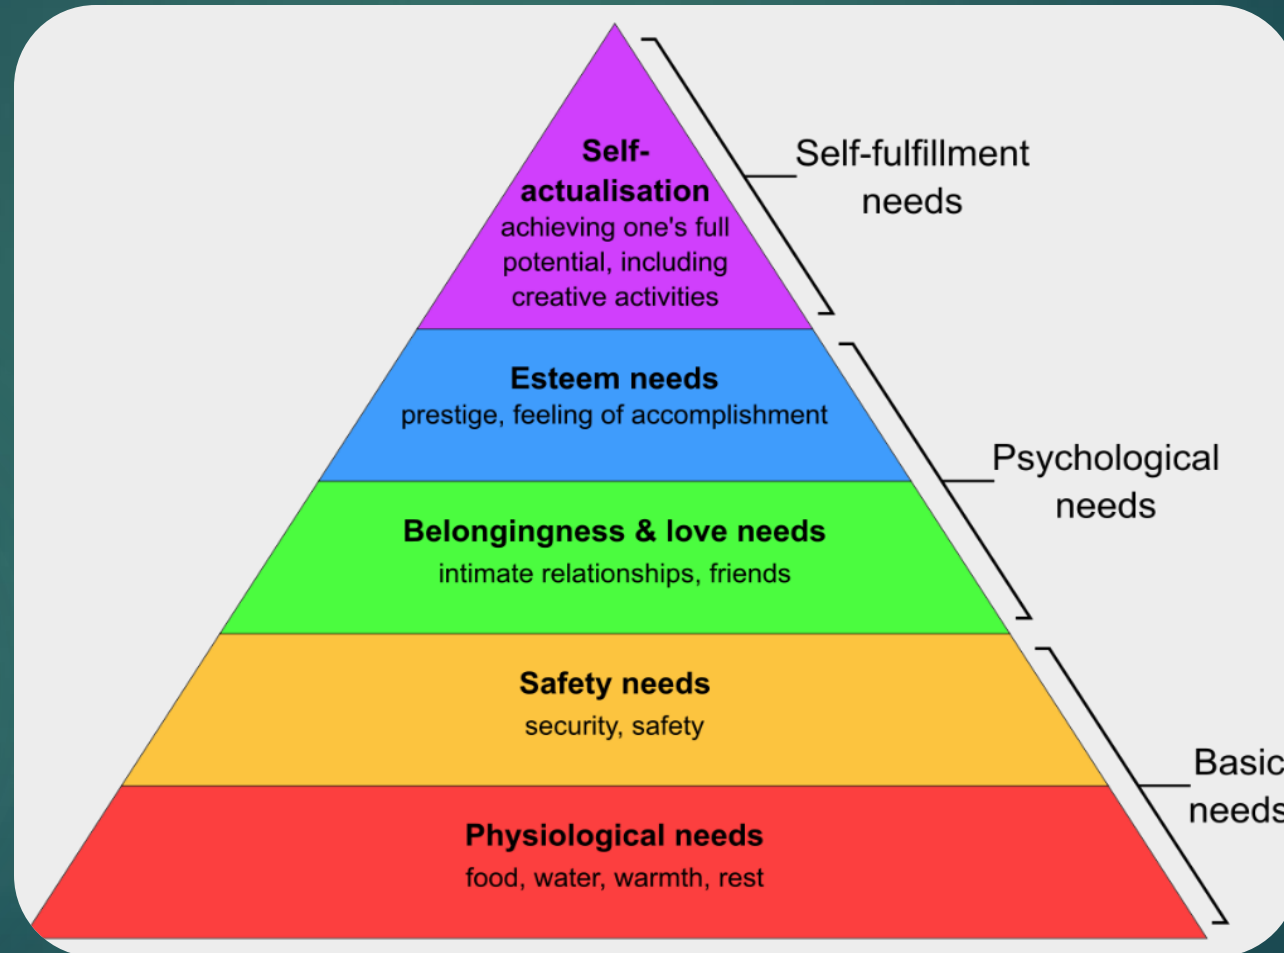 Self-
actualisation
achieving one's full
potential, including
creative activities
Self-fulfillment
needs
Esteem needs
prestige, feeling of accomplishment
Psychological
needs
Belongingness & love needs
intimate relationships, friends
Safety needs
security, safety
Basic
needs
Physiological needs
food, water, warmth, rest